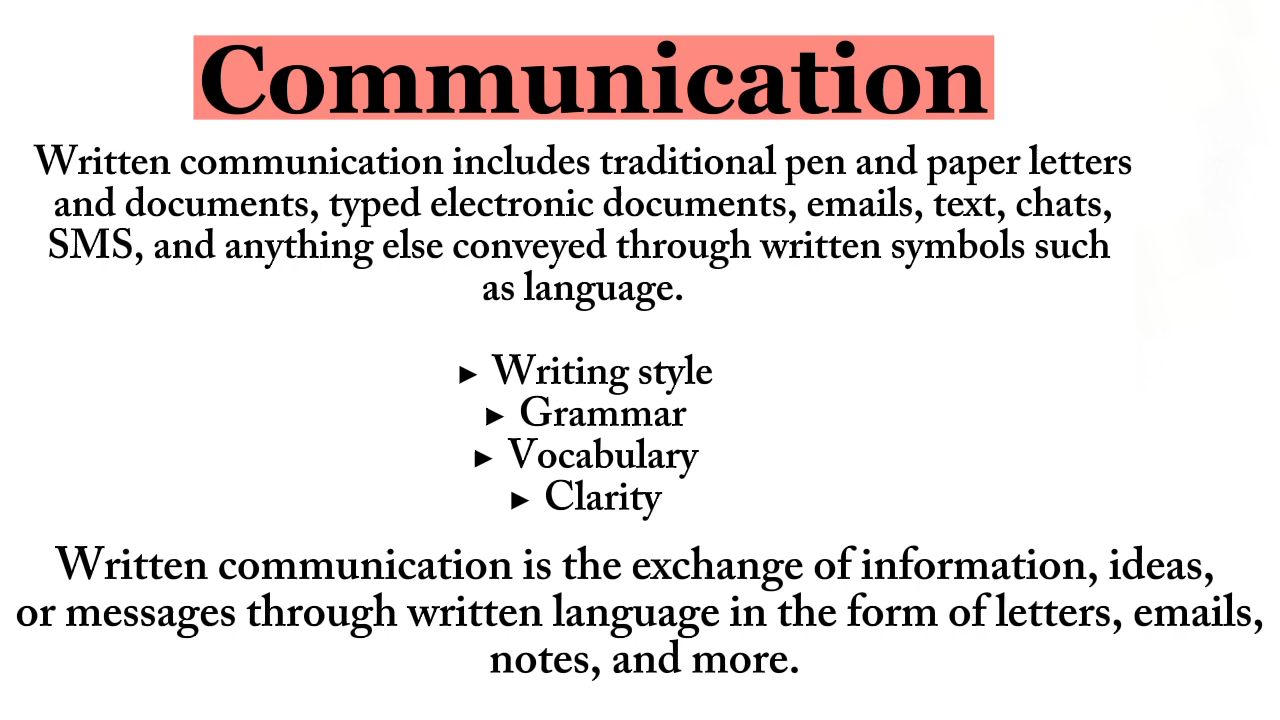 Communication
Written communication includes traditional pen and paper letters
and documents, typed electronic documents, emails, text, chats,
SMS, and anything else conveyed through written symbols such
as language.
► Writing style
► Grammar
► Vocabulary
► Clarity
Written communication is the exchange of information, ideas,
or messages through written language in the form of letters, emails,
notes, and more.